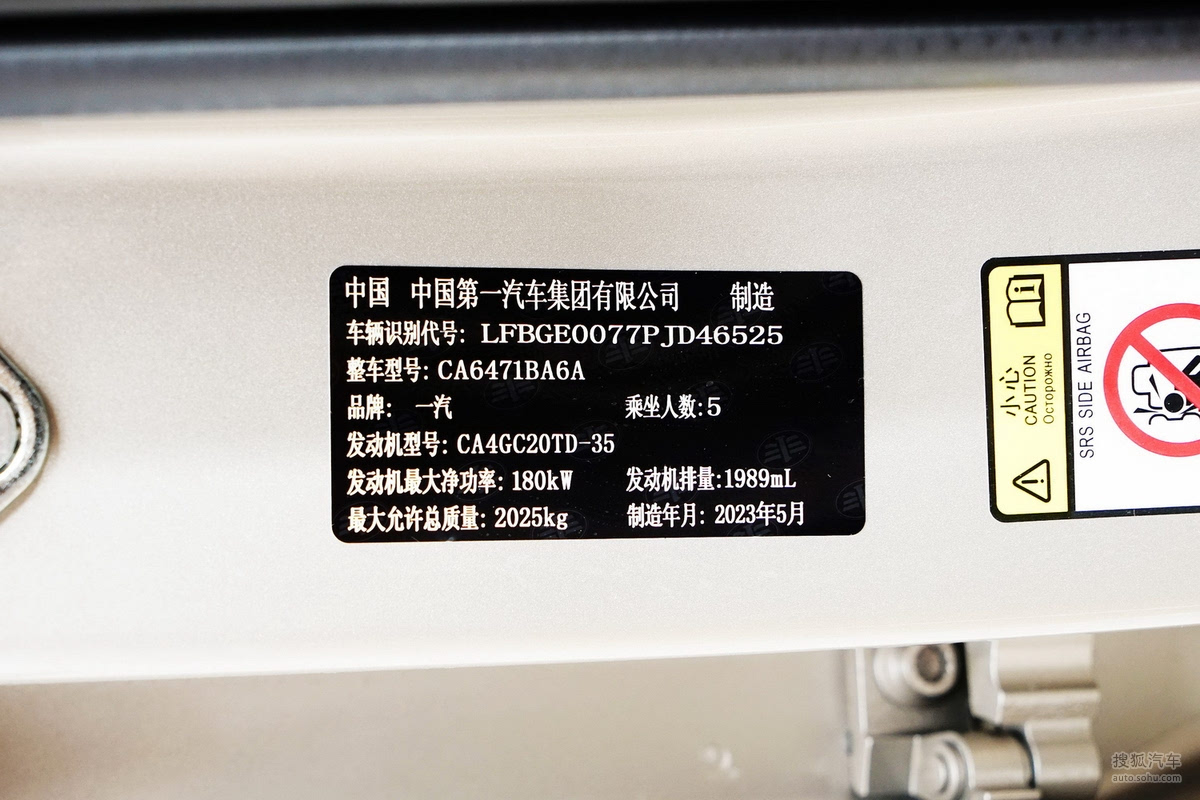 中国 中国第一汽车集团有限公司 制造
车辆识别代号: LFBGE0077PJD46525
整车型号: CA6471BA6A
品牌: 一汽 乘坐人数:5
发动机型号: CA4GC20TD-35
发动机最大净功率: 180kW 发动机排量:1989mL
最大允许总质量: 2025kg 制造年月: 2023年5月
小心
CAUTION
Осторожно
SRS SIDE AIRBAG
搜狐汽车
auto.sohu.com